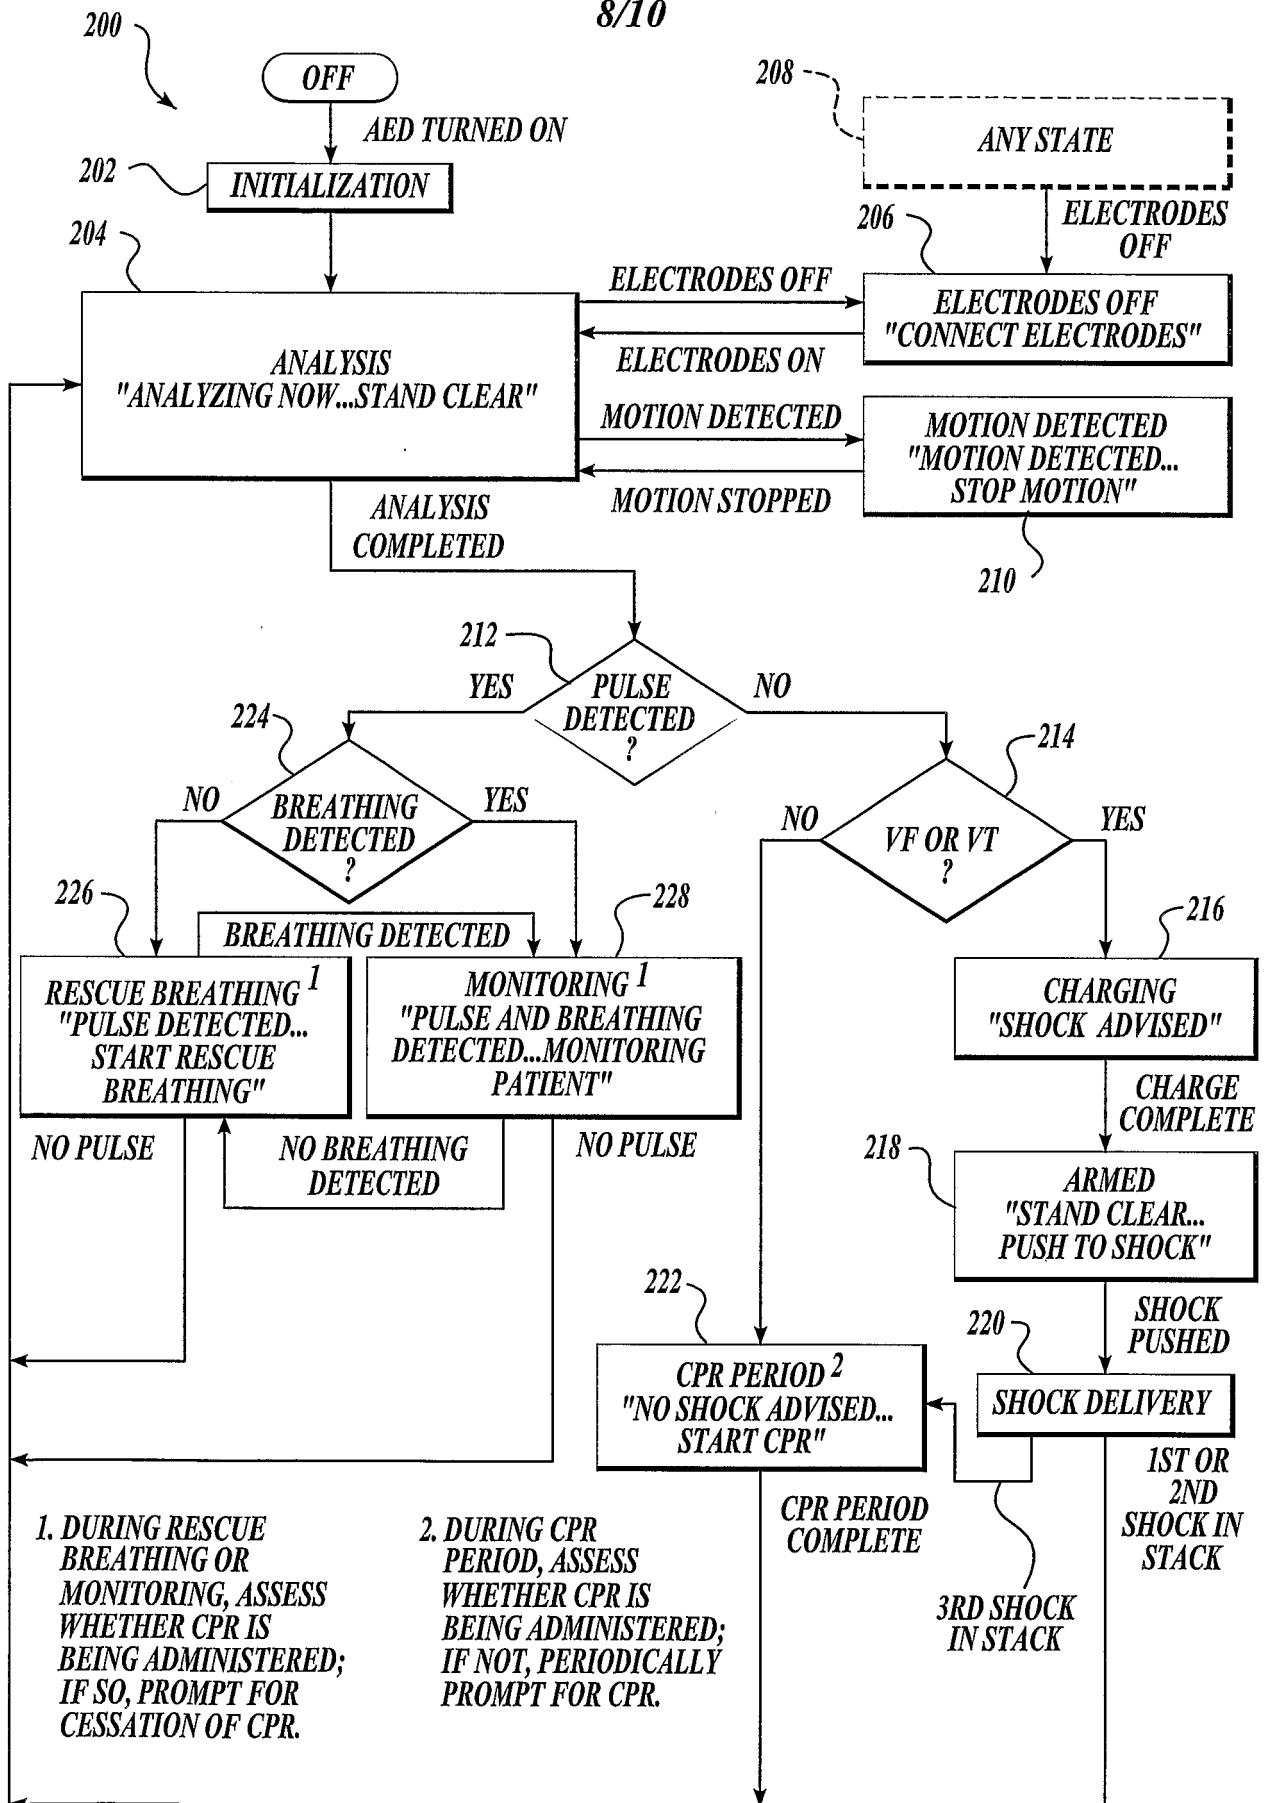 8/10
200
OFF
AED TURNED ON
202
INITIALIZATION
208
ANY STATE
ELECTRODES
OFF
206
ELECTRODES OFF
"CONNECT ELECTRODES"
204
ANALYSIS
"ANALYZING NOW...STAND CLEAR"
ELECTRODES OFF
ELECTRODES ON
MOTION DETECTED
MOTION STOPPED
MOTION DETECTED
"MOTION DETECTED...
STOP MOTION"
210
ANALYSIS
COMPLETED
212
PULSE
DETECTED
?
YES
NO
224
BREATHING
DETECTED
?
NO
YES
214
VF OR VT
?
NO
YES
226
RESCUE BREATHING 1
"PULSE DETECTED...
START RESCUE
BREATHING"
BREATHING DETECTED
228
MONITORING 1
"PULSE AND BREATHING
DETECTED...MONITORING
PATIENT"
NO PULSE
NO BREATHING
DETECTED
NO PULSE
216
CHARGING
"SHOCK ADVISED"
CHARGE
COMPLETE
218
ARMED
"STAND CLEAR...
PUSH TO SHOCK"
SHOCK
PUSHED
220
SHOCK DELIVERY
222
CPR PERIOD 2
"NO SHOCK ADVISED...
START CPR"
1ST OR
2ND
SHOCK IN
STACK
3RD SHOCK
IN STACK
CPR PERIOD
COMPLETE
1. DURING RESCUE
BREATHING OR
MONITORING, ASSESS
WHETHER CPR IS
BEING ADMINISTERED;
IF SO, PROMPT FOR
CESSATION OF CPR.
2. DURING CPR
PERIOD, ASSESS
WHETHER CPR IS
BEING ADMINISTERED;
IF NOT, PERIODICALLY
PROMPT FOR CPR.